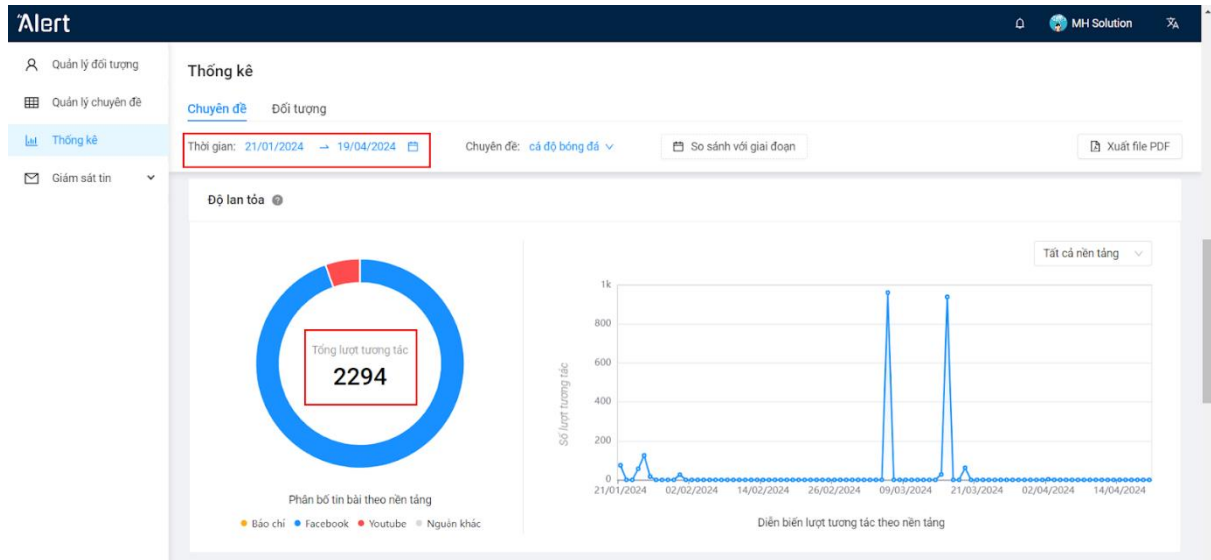 Alert
MH Solution
Quản lý đối tượng
Quản lý chuyên đề
Thống kê
Giám sát tin
Thống kê
Chuyên đề Đối tượng
Thời gian: 21/01/2024 → 19/04/2024 Chuyên đề: cá độ bóng đá So sánh với giai đoạn Xuất file PDF
Độ lan tỏa
Tổng lượt tương tác
2294
Phân bố tin bài theo nền tảng
Báo chí Facebook Youtube Nguồn khác
Tất cả nền tảng
Số lượt tương tác
1k
800
600
400
200
0
21/01/2024 02/02/2024 14/02/2024 26/02/2024 09/03/2024 21/03/2024 02/04/2024 14/04/2024
Diễn biến lượt tương tác theo nền tảng